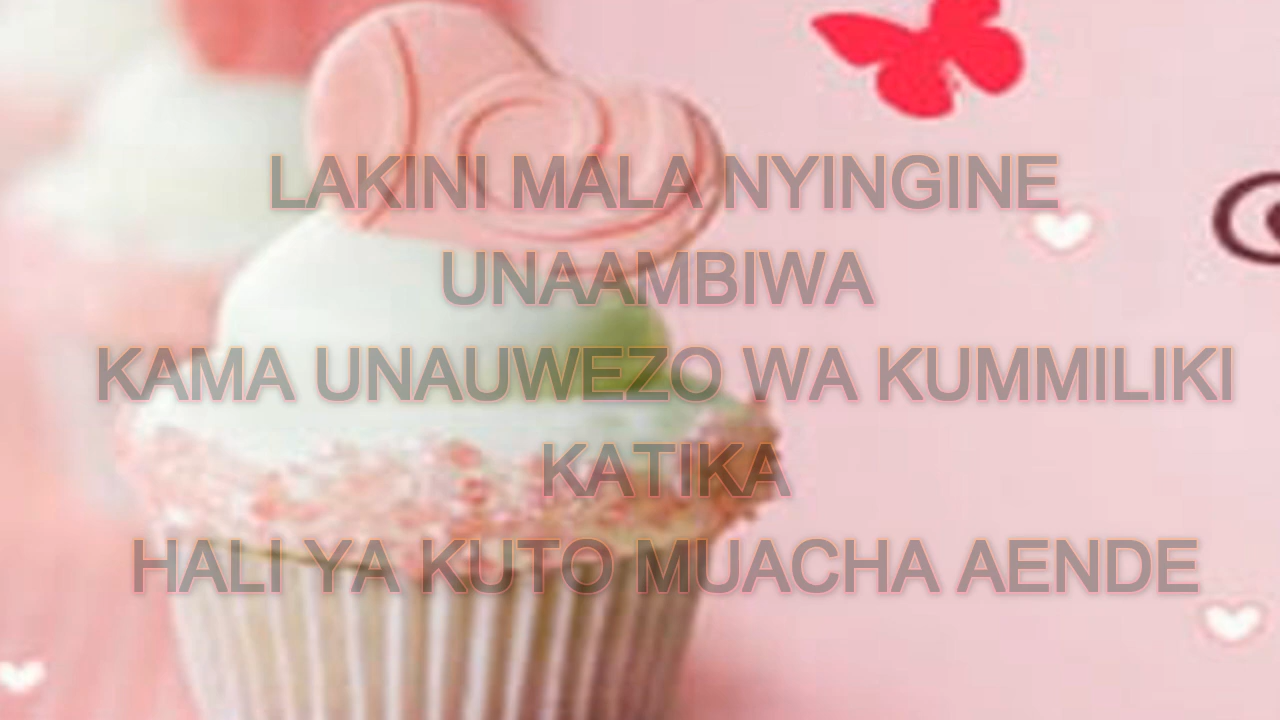 LAKINI MALA NYINGINE
UNAAMBIWA
KAMA UNAUWEZO WA KUMMILIKI
KATIKA
HALI YA KUTO MUACHA AENDE